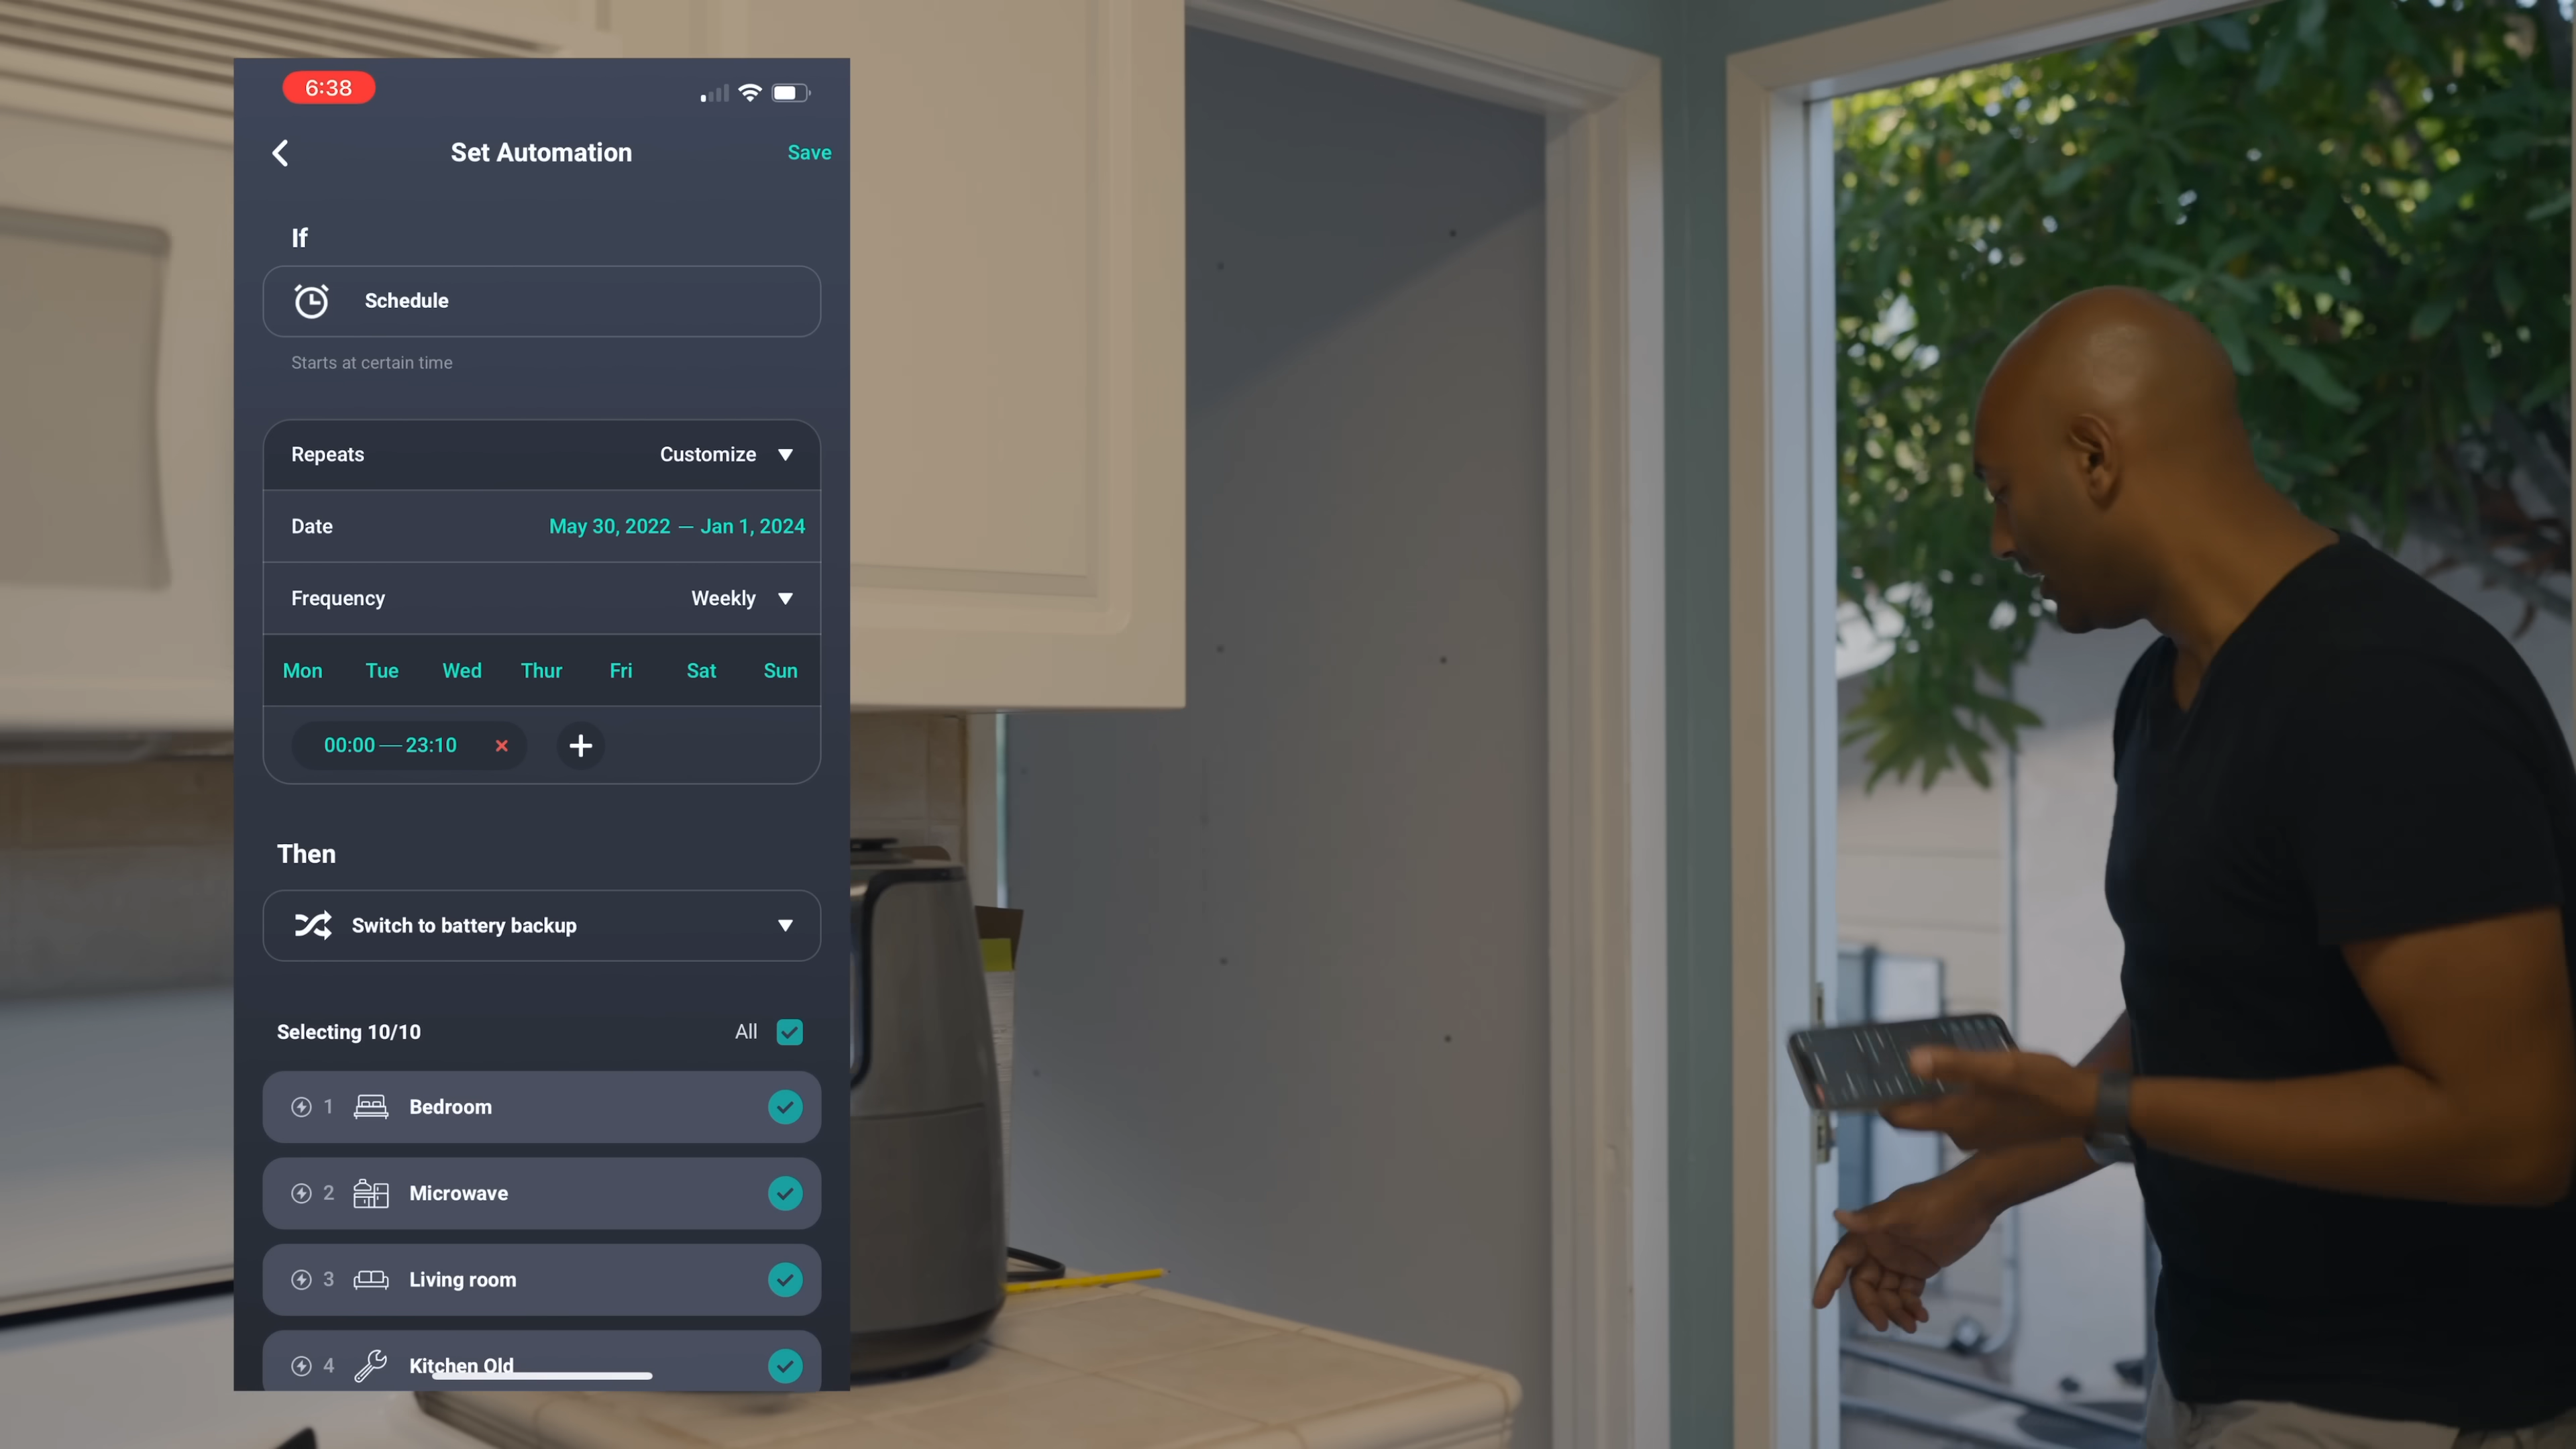 6:38
Set Automation Save
If
Schedule
Starts at certain time
Repeats Customize
Date May 30, 2022 — Jan 1, 2024
Frequency Weekly
Mon Tue Wed Thur Fri Sat Sun
00:00—23:10
Then
Switch to battery backup
Selecting 10/10 All
1 Bedroom
2 Microwave
3 Living room
4 Kitchen Old